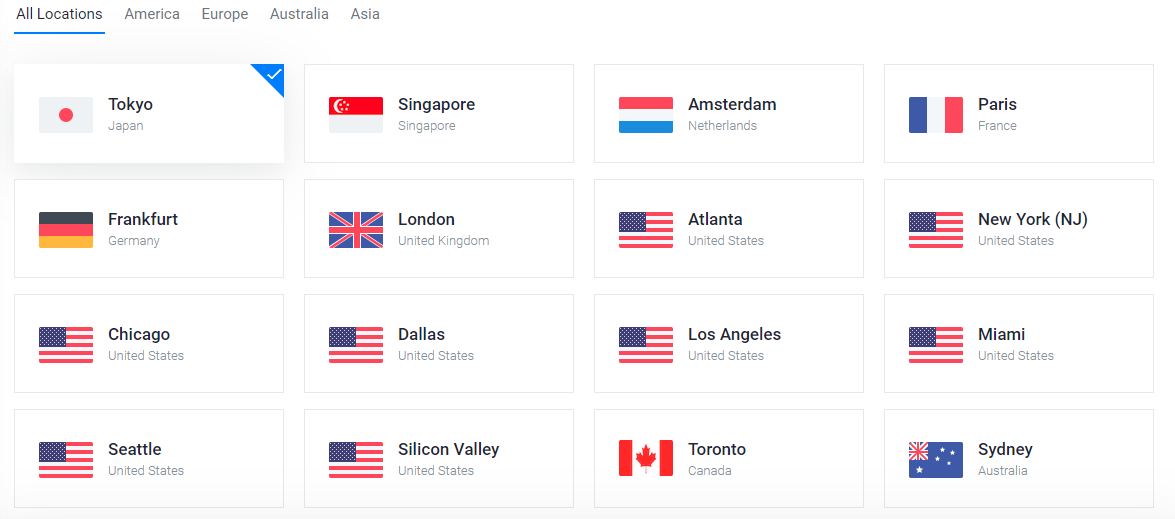 All Locations America Europe Australia Asia
Tokyo
Japan
Singapore
Singapore
Amsterdam
Netherlands
Paris
France
Frankfurt
Germany
London
United Kingdom
Atlanta
United States
New York (NJ)
United States
Chicago
United States
Dallas
United States
Los Angeles
United States
Miami
United States
Seattle
United States
Silicon Valley
United States
Toronto
Canada
Sydney
Australia